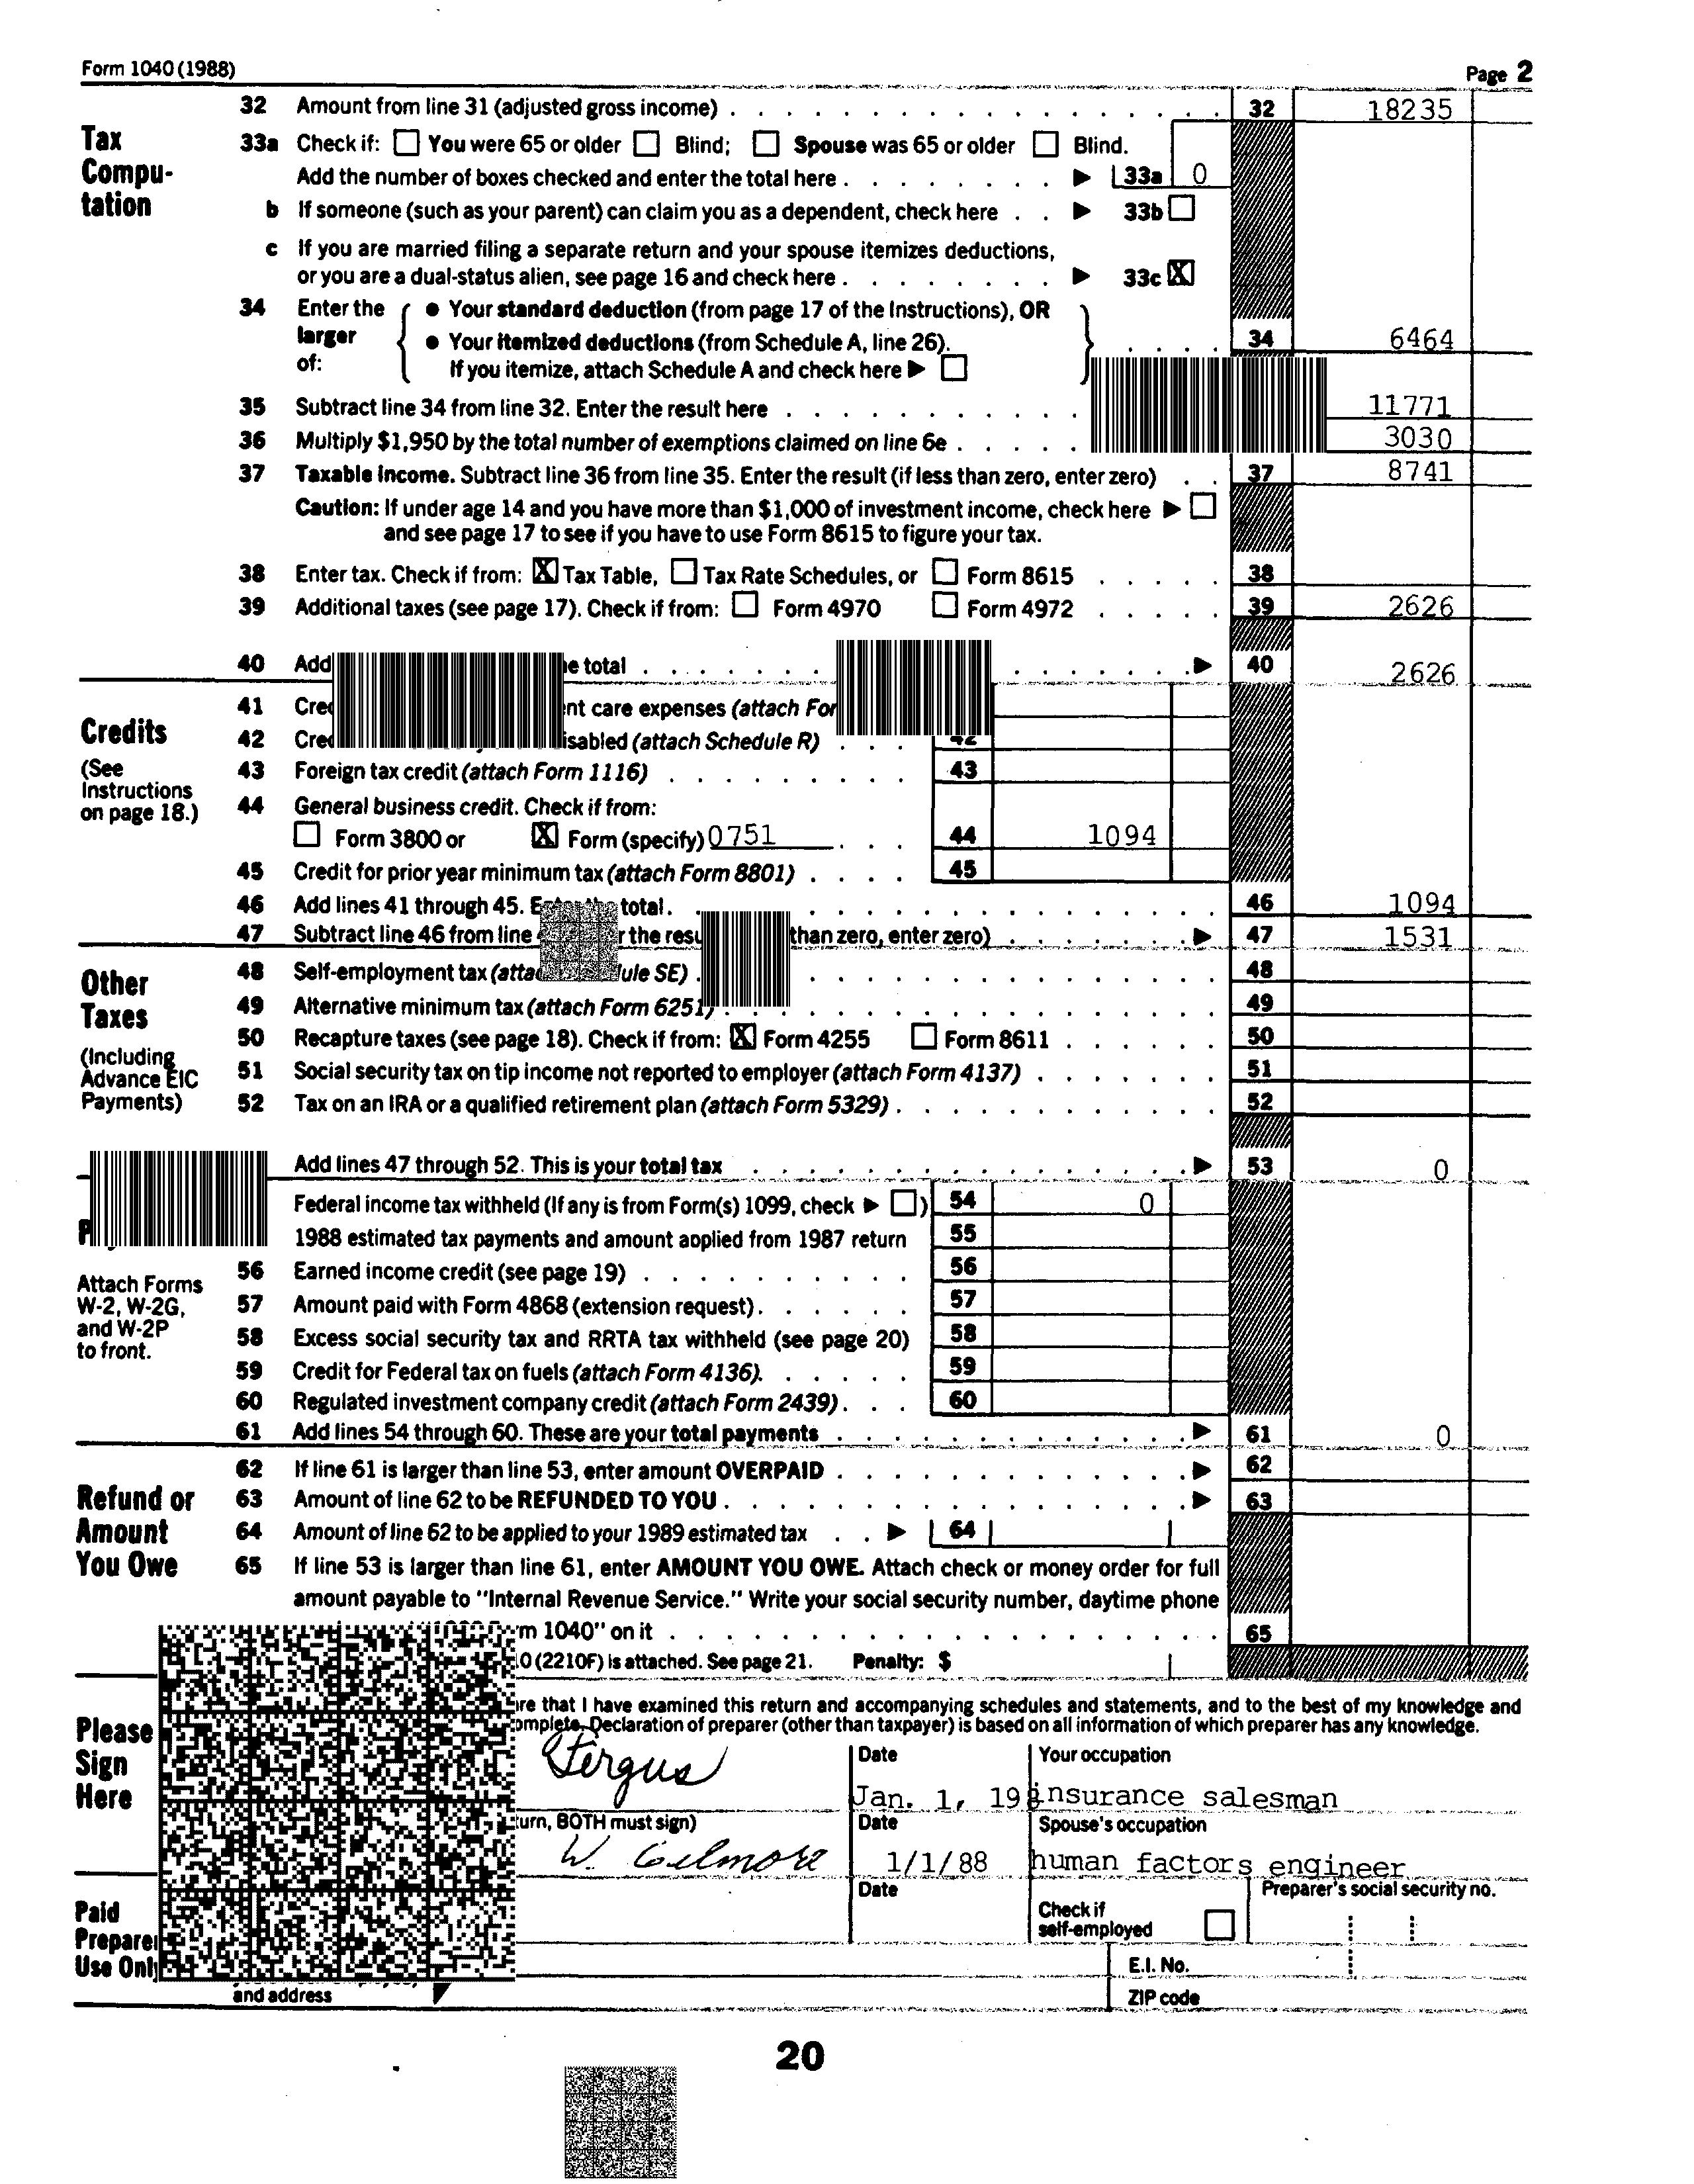 Form 1040 (1988) Page 2
32 Amount from line 31 (adjusted gross income) 32 18235
Tax Compu-tation
33a Check if: You were 65 or older Blind; Spouse was 65 or older Blind.
Add the number of boxes checked and enter the total here 33a 0
b If someone (such as your parent) can claim you as a dependent, check here 33b
c If you are married filing a separate return and your spouse itemizes deductions,
or you are a dual-status alien, see page 16 and check here 33c X
34 Enter the larger of: • Your standard deduction (from page 17 of the Instructions), OR
• Your itemized deductions (from Schedule A, line 26). 34 6464
If you itemize, attach Schedule A and check here
35 Subtract line 34 from line 32. Enter the result here 11771
36 Multiply $1,950 by the total number of exemptions claimed on line 6e 3030
37 Taxable income. Subtract line 36 from line 35. Enter the result (if less than zero, enter zero) 37 8741
Caution: If under age 14 and you have more than $1,000 of investment income, check here
and see page 17 to see if you have to use Form 8615 to figure your tax.
38 Enter tax. Check if from: X Tax Table, Tax Rate Schedules, or Form 8615 38
39 Additional taxes (see page 17). Check if from: Form 4970 Form 4972 39 2626
40 Add total 40 2626
Credits
(See Instructions on page 18.)
41 care expenses (attach
42 (attach Schedule R)
43 Foreign tax credit (attach Form 1116) 43
44 General business credit. Check if from:
Form 3800 or X Form (specify) 0751 44 1094
45 Credit for prior year minimum tax (attach Form 8801) 45
46 Add lines 41 through 45. total. 46 1094
47 Subtract line 46 from line the than zero, enter zero) 47 1531
Other Taxes
(Including Advance EIC Payments)
48 Self-employment tax SE) 48
49 Alternative minimum tax (attach Form 6251) 49
50 Recapture taxes (see page 18). Check if from: X Form 4255 Form 8611 50
51 Social security tax on tip income not reported to employer (attach Form 4137) 51
52 Tax on an IRA or a qualified retirement plan (attach Form 5329) 52
Add lines 47 through 52. This is your total tax 53 0
Federal income tax withheld (If any is from Form(s) 1099, check ) 54 0
1988 estimated tax payments and amount applied from 1987 return 55
Attach Forms W-2, W-2G, and W-2P to front.
56 Earned income credit (see page 19) 56
57 Amount paid with Form 4868 (extension request) 57
58 Excess social security tax and RRTA tax withheld (see page 20) 58
59 Credit for Federal tax on fuels (attach Form 4136) 59
60 Regulated investment company credit (attach Form 2439) 60
61 Add lines 54 through 60. These are your total payments 61 0
Refund or Amount You Owe
62 If line 61 is larger than line 53, enter amount OVERPAID 62
63 Amount of line 62 to be REFUNDED TO YOU 63
64 Amount of line 62 to be applied to your 1989 estimated tax 64
65 If line 53 is larger than line 61, enter AMOUNT YOU OWE. Attach check or money order for full
amount payable to "Internal Revenue Service." Write your social security number, daytime phone
1040" on it 65
(2210F) is attached. See page 21. Penalty: $
Please Sign Here
that I have examined this return and accompanying schedules and statements, and to the best of my knowledge and
Declaration of preparer (other than taxpayer) is based on all information of which preparer has any knowledge.
Date Your occupation
Fergus Jan. 1, insurance salesman
BOTH must sign) Date Spouse's occupation
W. Gilmore 1/1/88 human factors engineer
Paid Use
Date Check if self-employed Preparer's social security no.
E.I. No.
and address ZIP code
20